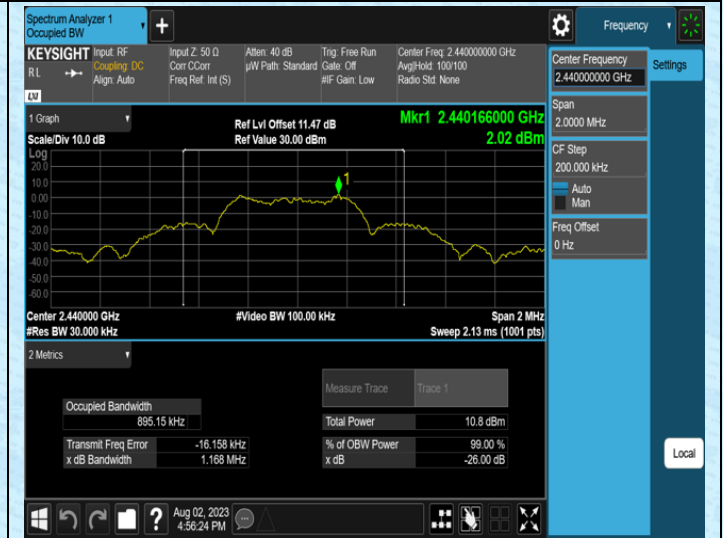 Spectrum Analyzer 1
Occupied BW
+
Frequency
KEYSIGHT
R L
LXI
Input: RF
Coupling: DC
Align: Auto
Input Z: 50 Ω
Corr CCorr
Freq Ref: Int (S)
Atten: 40 dB
µW Path: Standard
Trig: Free Run
Gate: Off
#IF Gain: Low
Center Freq: 2.440000000 GHz
Avg|Hold: 100/100
Radio Std: None
Center Frequency
2.440000000 GHz
Settings
Span
2.0000 MHz
CF Step
200.000 kHz
Auto
Man
Freq Offset
0 Hz
1 Graph
Scale/Div 10.0 dB
Ref Lvl Offset 11.47 dB
Ref Value 30.00 dBm
Mkr1 2.440166000 GHz
2.02 dBm
Log
20.0
10.0
0.00
-10.0
-20.0
-30.0
-40.0
-50.0
-60.0
1
Center 2.440000 GHz
#Res BW 30.000 kHz
#Video BW 100.00 kHz
Span 2 MHz
Sweep 2.13 ms (1001 pts)
2 Metrics
Measure Trace
Trace 1
Occupied Bandwidth
895.15 kHz
Total Power
10.8 dBm
Transmit Freq Error
-16.158 kHz
% of OBW Power
99.00 %
x dB Bandwidth
1.168 MHz
x dB
-26.00 dB
Local
?
Aug 02, 2023
4:56:24 PM